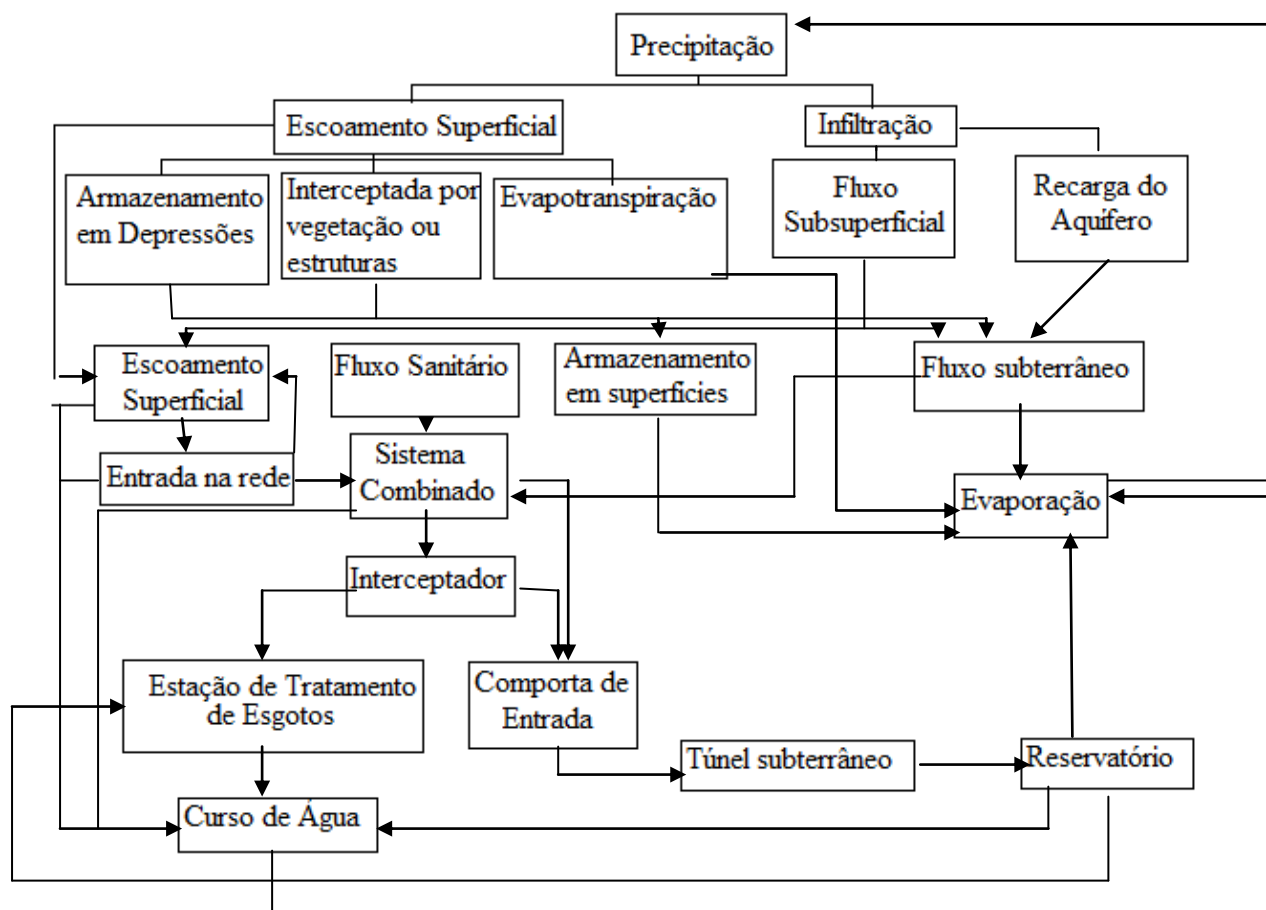 Precipitação
Escoamento Superficial
Infiltração
Armazenamento
em Depressões
Interceptada por
vegetação ou
estruturas
Evapotranspiração
Fluxo
Subsuperficial
Recarga do
Aquífero
Escoamento
Superficial
Fluxo Sanitário
Armazenamento
em superfícies
Fluxo subterrâneo
Entrada na rede
Sistema
Combinado
Evaporação
Interceptador
Estação de Tratamento
de Esgotos
Comporta de
Entrada
Túnel subterrâneo
Reservatório
Curso de Água